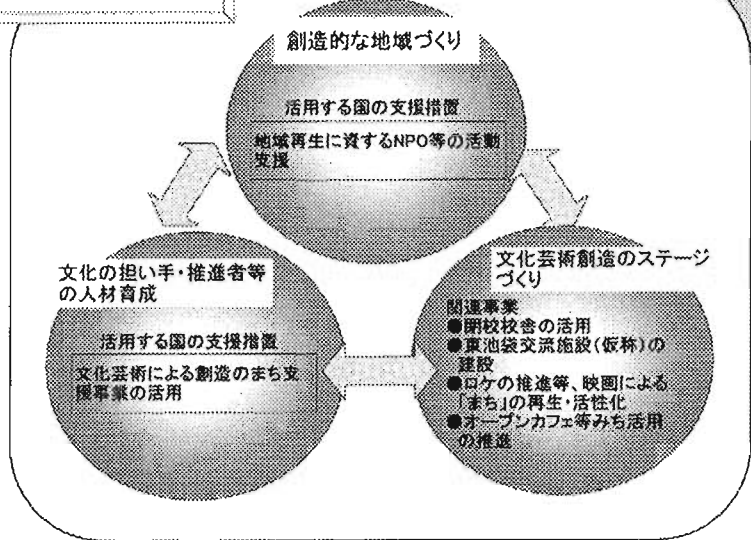 創造的な地域づくり
活用する国の支援措置
地域再生に資するNPO等の活動
支援
文化の担い手・推進者等
の人材育成
活用する国の支援措置
文化芸術による創造のまち支
援事業の活用
文化芸術創造のステージ
づくり
関連事業
●閉校校舎の活用
●東池袋交流施設(仮称)の
建設
●ロケの推進等、映画による
「まち」の再生・活性化
●オープンカフェ等みち活用
の推進